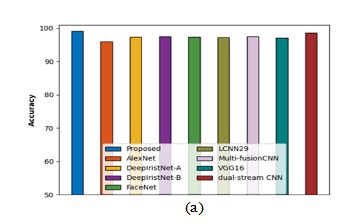 100
90
80
70
60
50
Accuracy
Proposed
AlexNet
DeepIristNet-A
DeepIristNet-B
FaceNet
LCNN29
Multi-fusionCNN
VGG16
dual-stream CNN
(a)